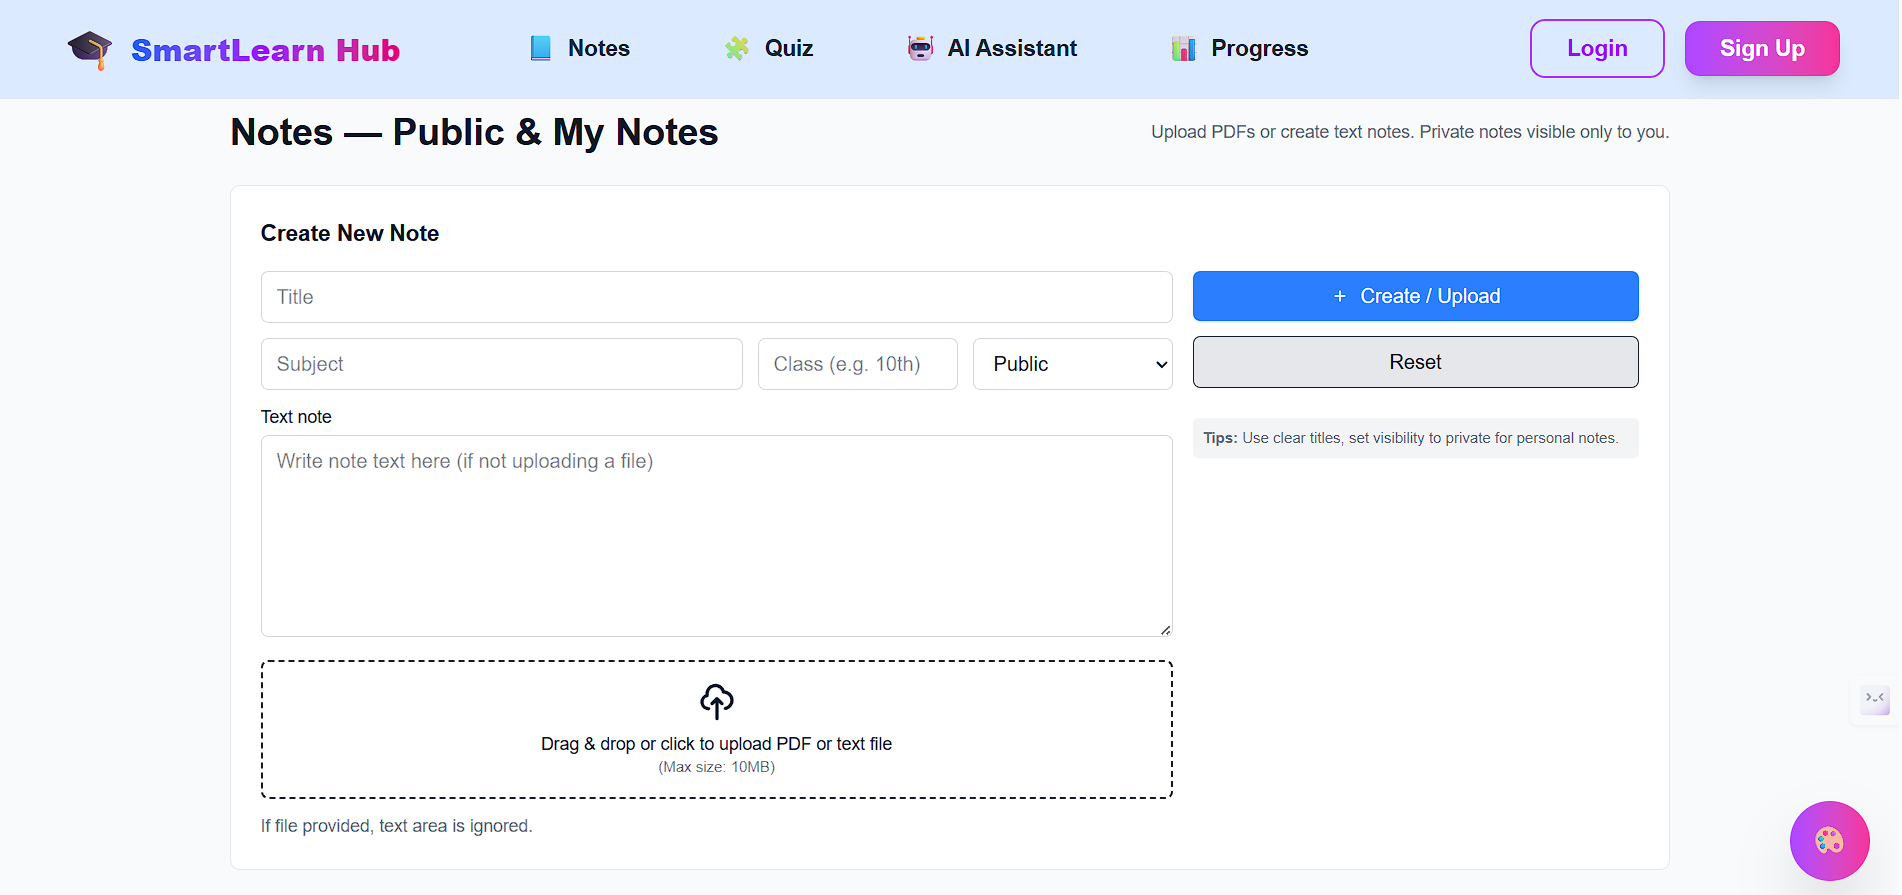 SmartLearn Hub
Notes
Quiz
AI Assistant
Progress
Login
Sign Up
Notes — Public & My Notes
Upload PDFs or create text notes. Private notes visible only to you.
Create New Note
Title
+ Create / Upload
Subject
Class (e.g. 10th)
Public
Reset
Text note
Tips: Use clear titles, set visibility to private for personal notes.
Write note text here (if not uploading a file)
Drag & drop or click to upload PDF or text file
(Max size: 10MB)
If file provided, text area is ignored.